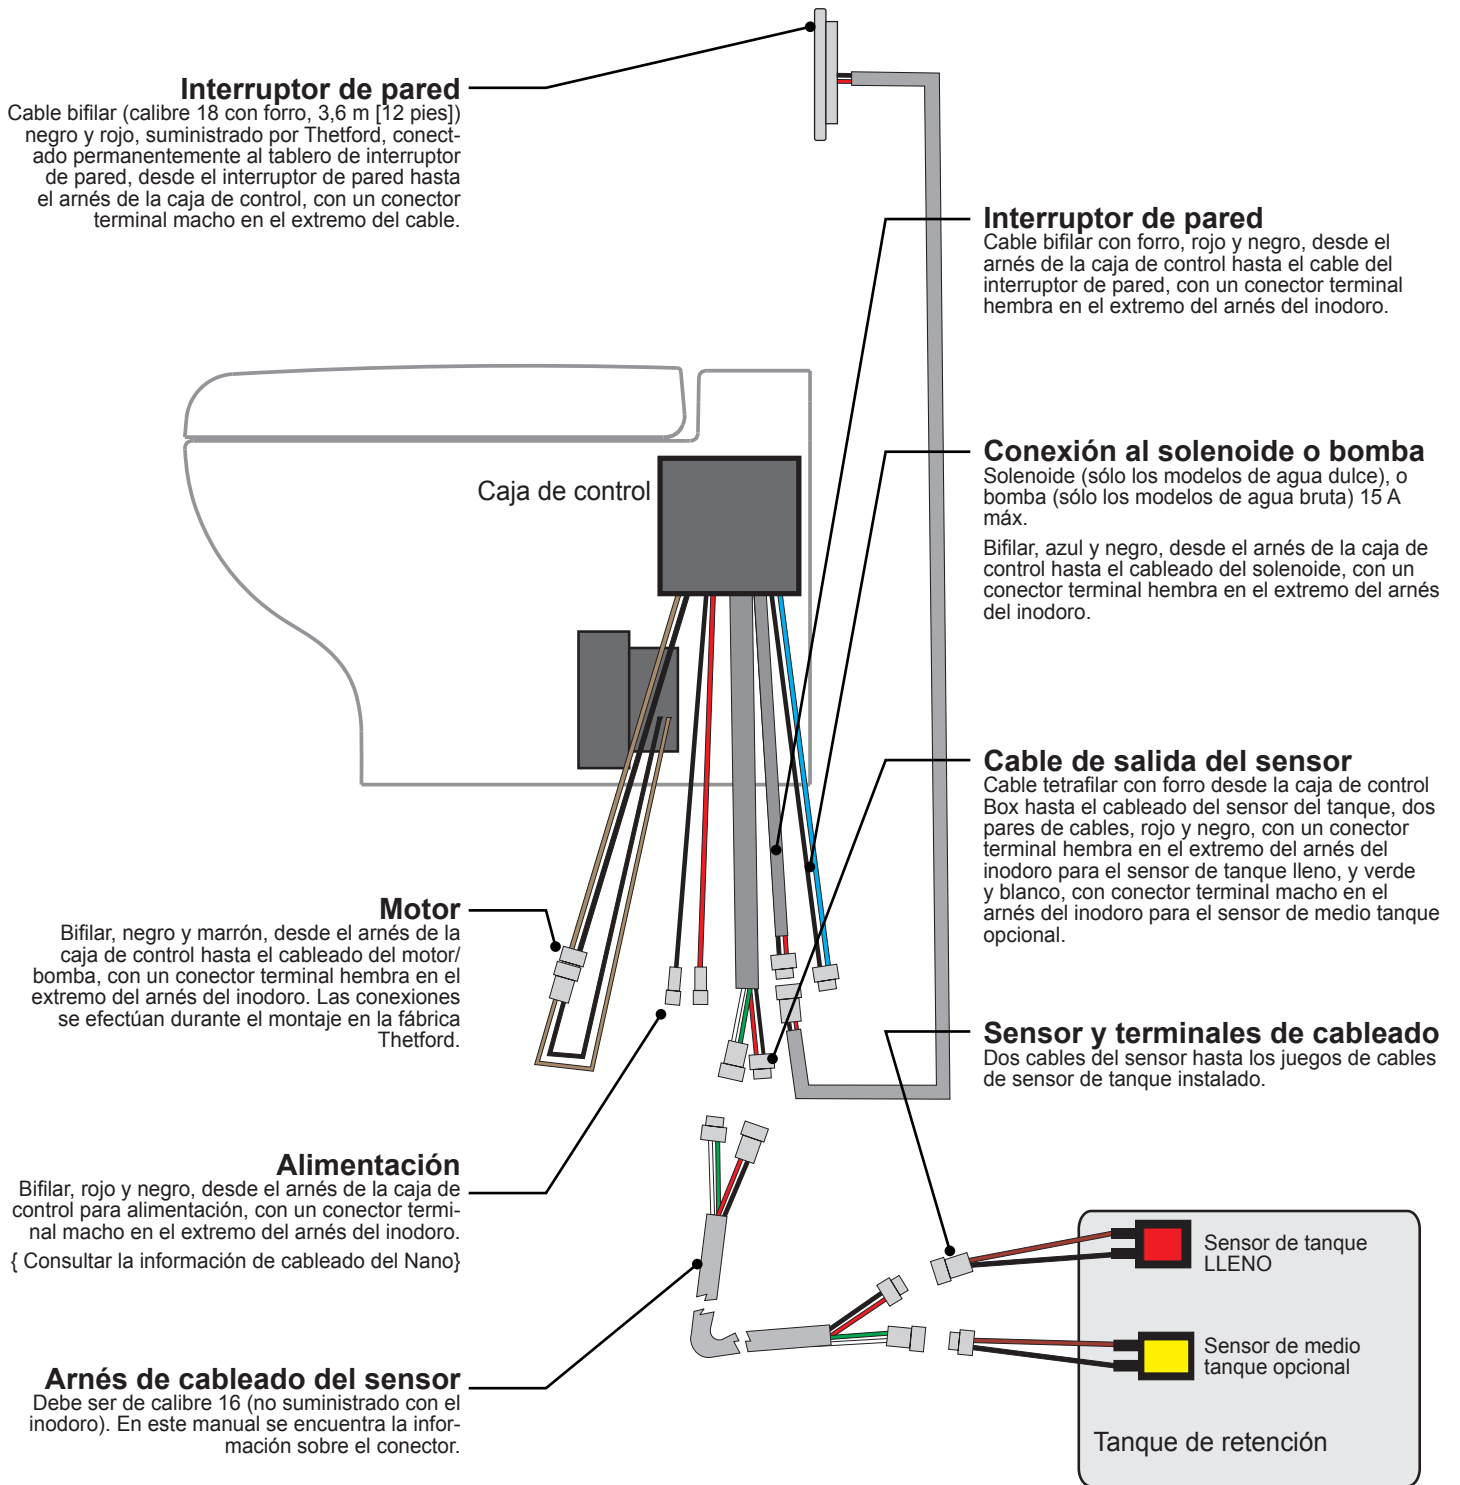 Interruptor de pared
Cable bifilar (calibre 18 con forro, 3,6 m [12 pies])
negro y rojo, suministrado por Thetford, conect-
ado permanentemente al tablero de interruptor
de pared, desde el interruptor de pared hasta
el arnés de la caja de control, con un conector
terminal macho en el extremo del cable.
Interruptor de pared
Cable bifilar con forro, rojo y negro, desde el
arnés de la caja de control hasta el cable del
interruptor de pared, con un conector terminal
hembra en el extremo del arnés del inodoro.
Caja de control
Conexión al solenoide o bomba
Solenoide (sólo los modelos de agua dulce), o
bomba (sólo los modelos de agua bruta) 15 A
máx.
Bifilar, azul y negro, desde el arnés de la caja de
control hasta el cableado del solenoide, con un
conector terminal hembra en el extremo del arnés
del inodoro.
Cable de salida del sensor
Cable tetrafilar con forro desde la caja de control
Box hasta el cableado del sensor del tanque, dos
pares de cables, rojo y negro, con un conector
terminal hembra en el extremo del arnés del
inodoro para el sensor de tanque lleno, y verde
y blanco, con conector terminal macho en el
arnés del inodoro para el sensor de medio tanque
opcional.
Motor
Bifilar, negro y marrón, desde el arnés de la
caja de control hasta el cableado del motor/
bomba, con un conector terminal hembra en el
extremo del arnés del inodoro. Las conexiones
se efectúan durante el montaje en la fábrica
Thetford.
Sensor y terminales de cableado
Dos cables del sensor hasta los juegos de cables
de sensor de tanque instalado.
Alimentación
Bifilar, rojo y negro, desde el arnés de la caja de
control para alimentación, con un conector termi-
nal macho en el extremo del arnés del inodoro.
{ Consultar la información de cableado del Nano}
Sensor de tanque
LLENO
Sensor de medio
tanque opcional
Tanque de retención
Arnés de cableado del sensor
Debe ser de calibre 16 (no suministrado con el
inodoro). En este manual se encuentra la infor-
mación sobre el conector.